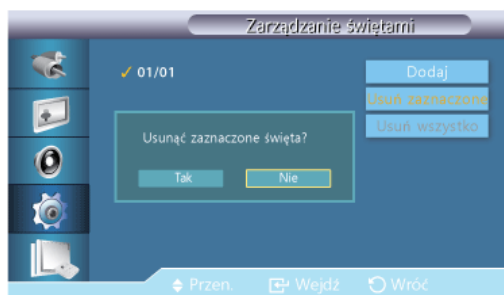 Zarządzanie świętami
✓ 01/01
Dodaj
Usuń zaznaczone
Usuń wszystko
Usunąć zaznaczone święta?
Tak Nie
Przen. Wejdź Wróć